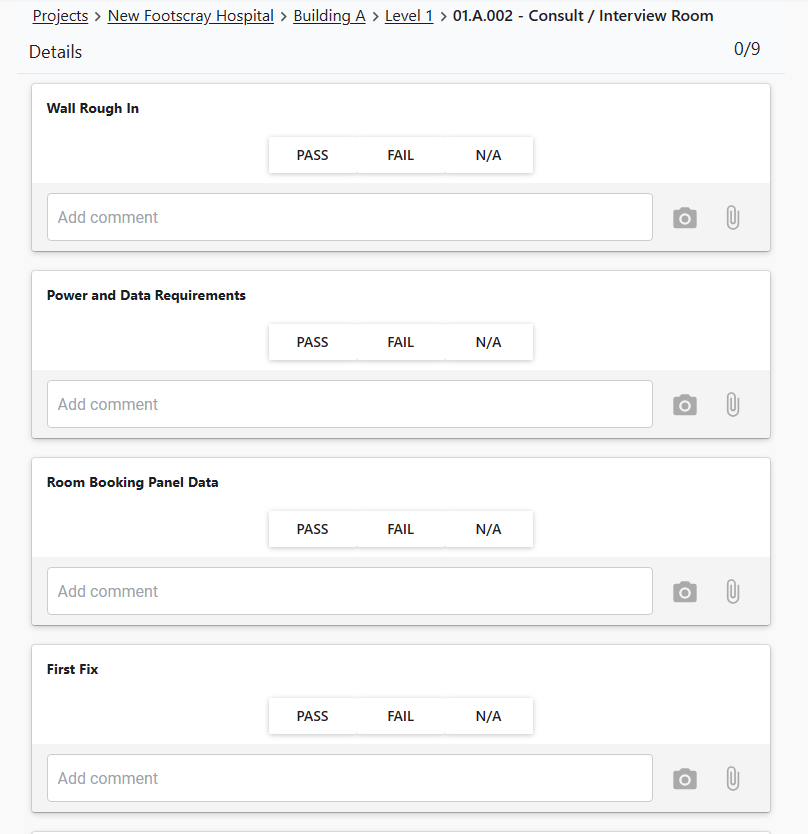 Projects > New Footscray Hospital > Building A > Level 1 > 01.A.002 - Consult / Interview Room
Details 0/9
Wall Rough In
PASS FAIL N/A
Add comment
Power and Data Requirements
PASS FAIL N/A
Add comment
Room Booking Panel Data
PASS FAIL N/A
Add comment
First Fix
PASS FAIL N/A
Add comment